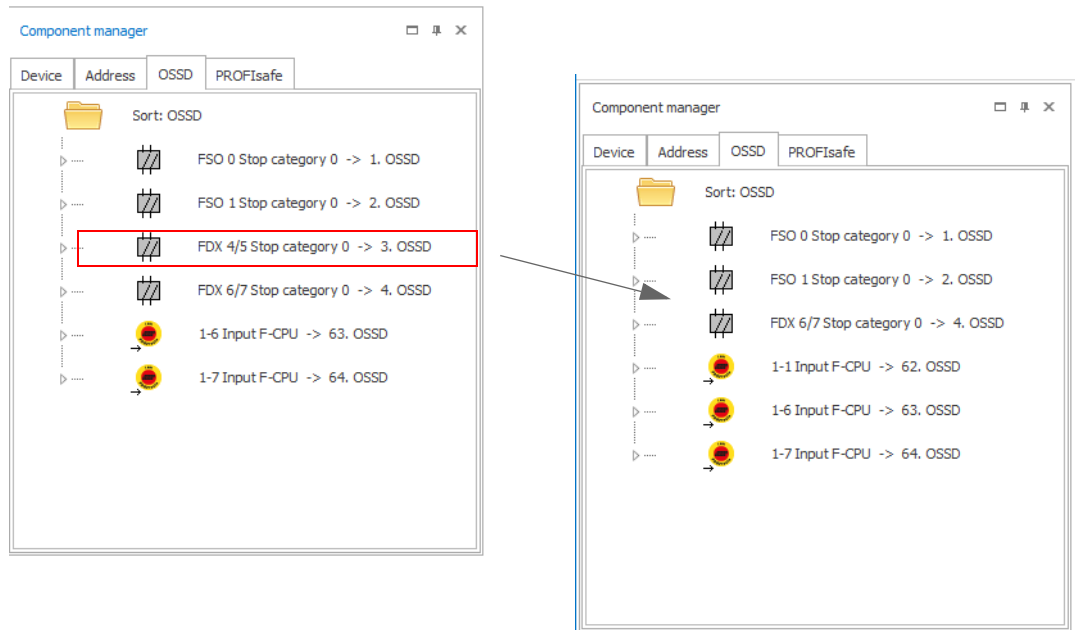 Component manager
Device Address OSSD PROFIsafe
Sort: OSSD
FSO 0 Stop category 0 -> 1. OSSD
FSO 1 Stop category 0 -> 2. OSSD
FDX 4/5 Stop category 0 -> 3. OSSD
FDX 6/7 Stop category 0 -> 4. OSSD
1-6 Input F-CPU -> 63. OSSD
1-7 Input F-CPU -> 64. OSSD
Component manager
Device Address OSSD PROFIsafe
Sort: OSSD
FSO 0 Stop category 0 -> 1. OSSD
FSO 1 Stop category 0 -> 2. OSSD
FDX 6/7 Stop category 0 -> 4. OSSD
1-1 Input F-CPU -> 62. OSSD
1-6 Input F-CPU -> 63. OSSD
1-7 Input F-CPU -> 64. OSSD